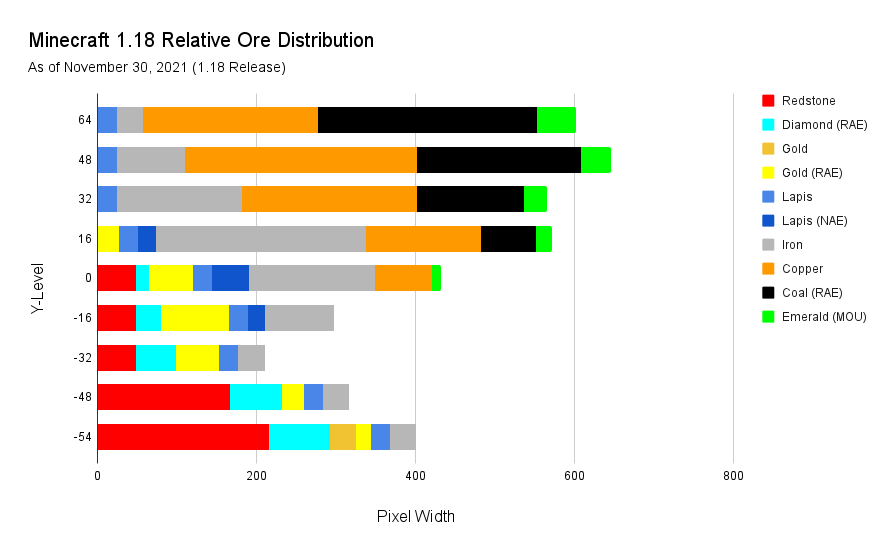 Minecraft 1.18 Relative Ore Distribution
As of November 30, 2021 (1.18 Release)
Y-Level
64
48
32
16
0
-16
-32
-48
-54
0
200
400
600
800
Pixel Width
Redstone
Diamond (RAE)
Gold
Gold (RAE)
Lapis
Lapis (NAE)
Iron
Copper
Coal (RAE)
Emerald (MOU)